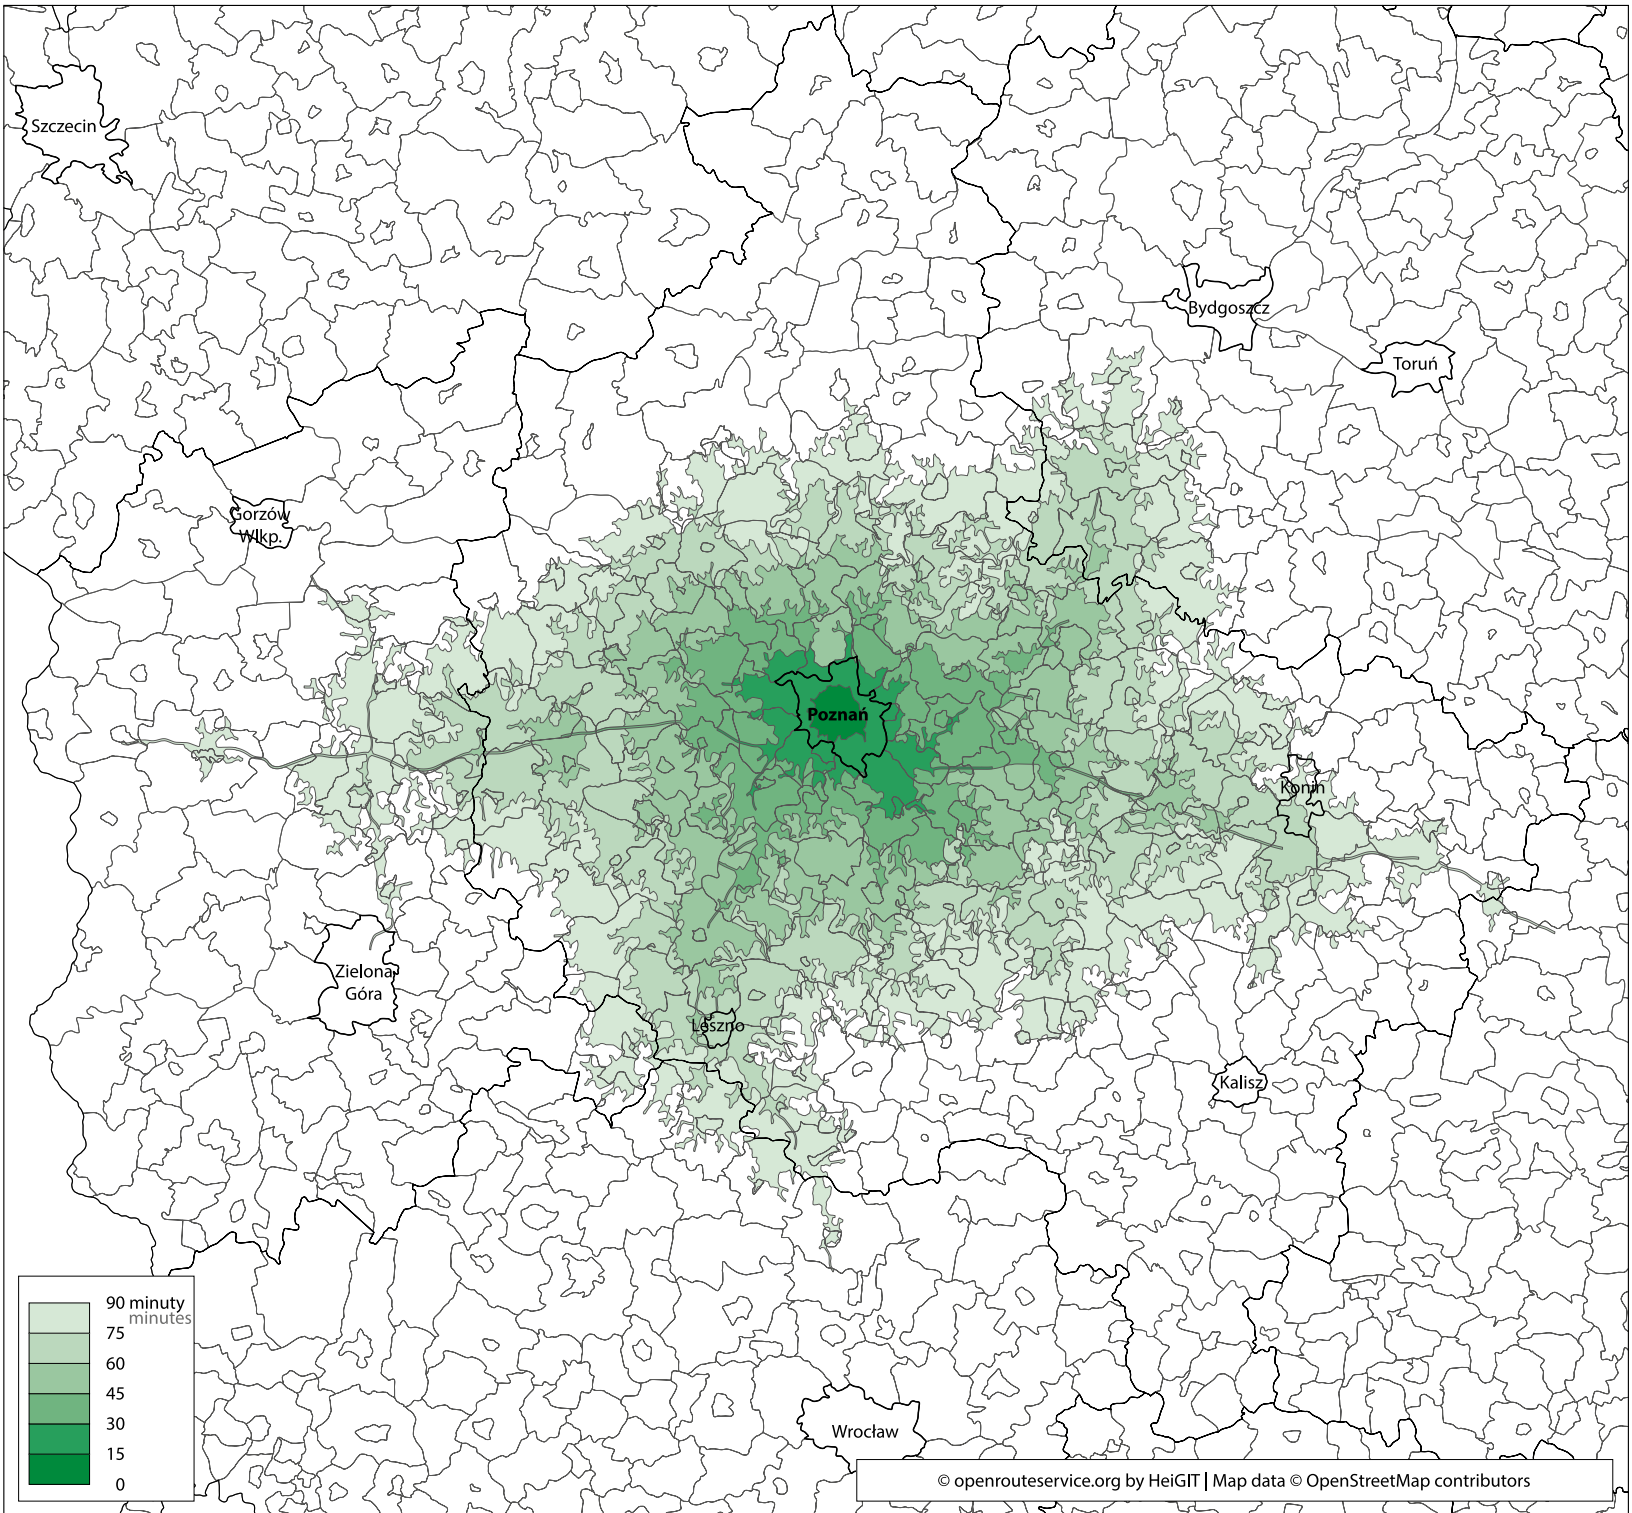 Szczecin
Bydgoszcz
Toruń
Gorzów
Wlkp.
Poznań
Konin
Zielona
Góra
Leszno
Kalisz
90 minuty
minutes
75
60
45
30
15
0
Wrocław
© openrouteservice.org by HeiGIT | Map data © OpenStreetMap contributors